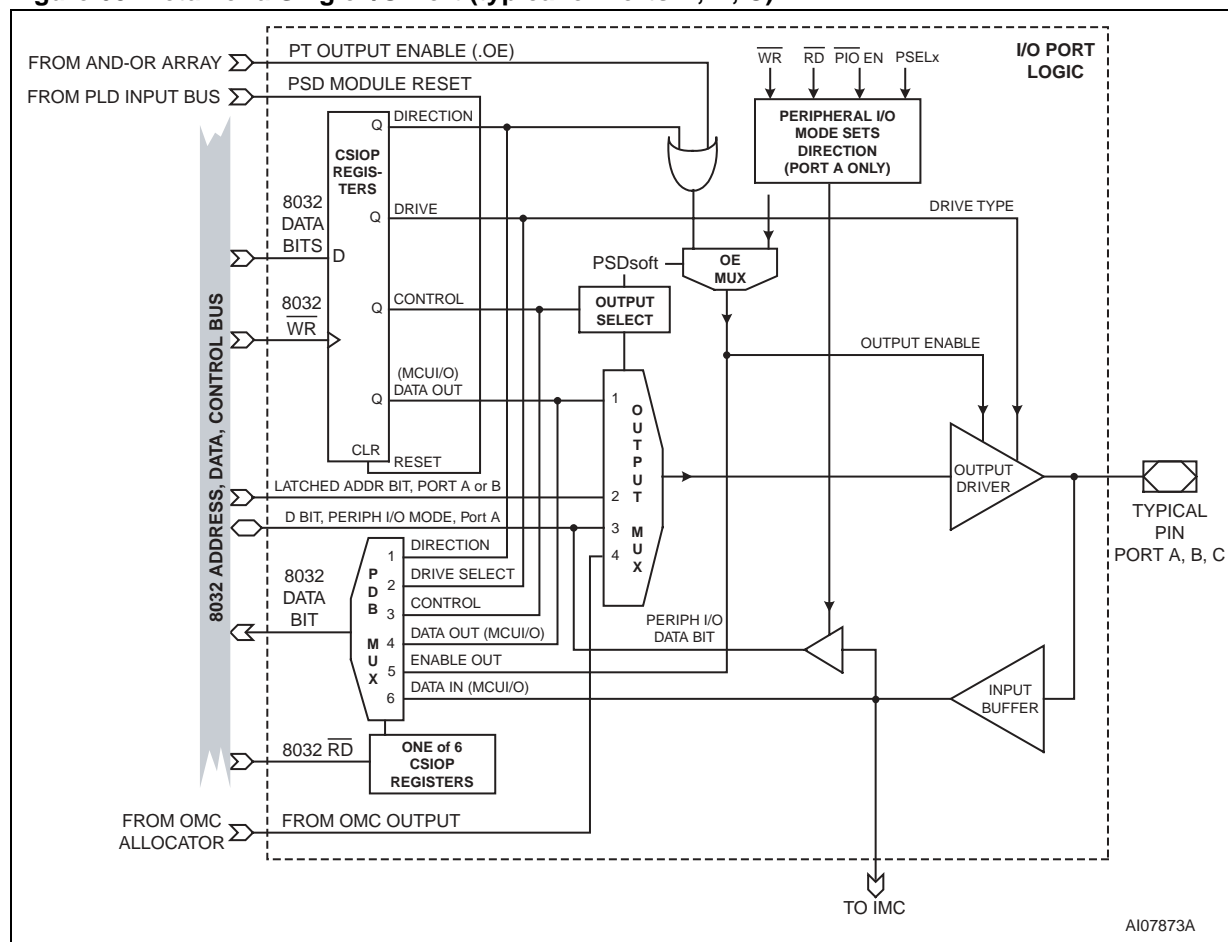 FROM AND-OR ARRAY
PT OUTPUT ENABLE (.OE)
WR
RD
PIO EN
PSELx
I/O PORT
LOGIC
FROM PLD INPUT BUS
PSD MODULE RESET
Q
DIRECTION
PERIPHERAL I/O
MODE SETS
DIRECTION
(PORT A ONLY)
CSIOP
REGIS-
TERS
8032
DATA
BITS
Q
DRIVE
DRIVE TYPE
D
PSDsoft
OE
MUX
8032
WR
Q
CONTROL
OUTPUT
SELECT
OUTPUT ENABLE
(MCUI/O)
DATA OUT
Q
1
OUTPUT MUX
CLR
RESET
OUTPUT
DRIVER
LATCHED ADDR BIT, PORT A or B
2
D BIT, PERIPH I/O MODE, Port A
3
4
TYPICAL
PIN
PORT A, B, C
8032 ADDRESS, DATA, CONTROL BUS
8032
DATA
BIT
PDB MUX
1
DIRECTION
2
DRIVE SELECT
3
CONTROL
4
DATA OUT (MCUI/O)
5
ENABLE OUT
6
DATA IN (MCUI/O)
PERIPH I/O
DATA BIT
INPUT
BUFFER
8032 RD
ONE of 6
CSIOP
REGISTERS
FROM OMC
ALLOCATOR
FROM OMC OUTPUT
TO IMC
AI07873A